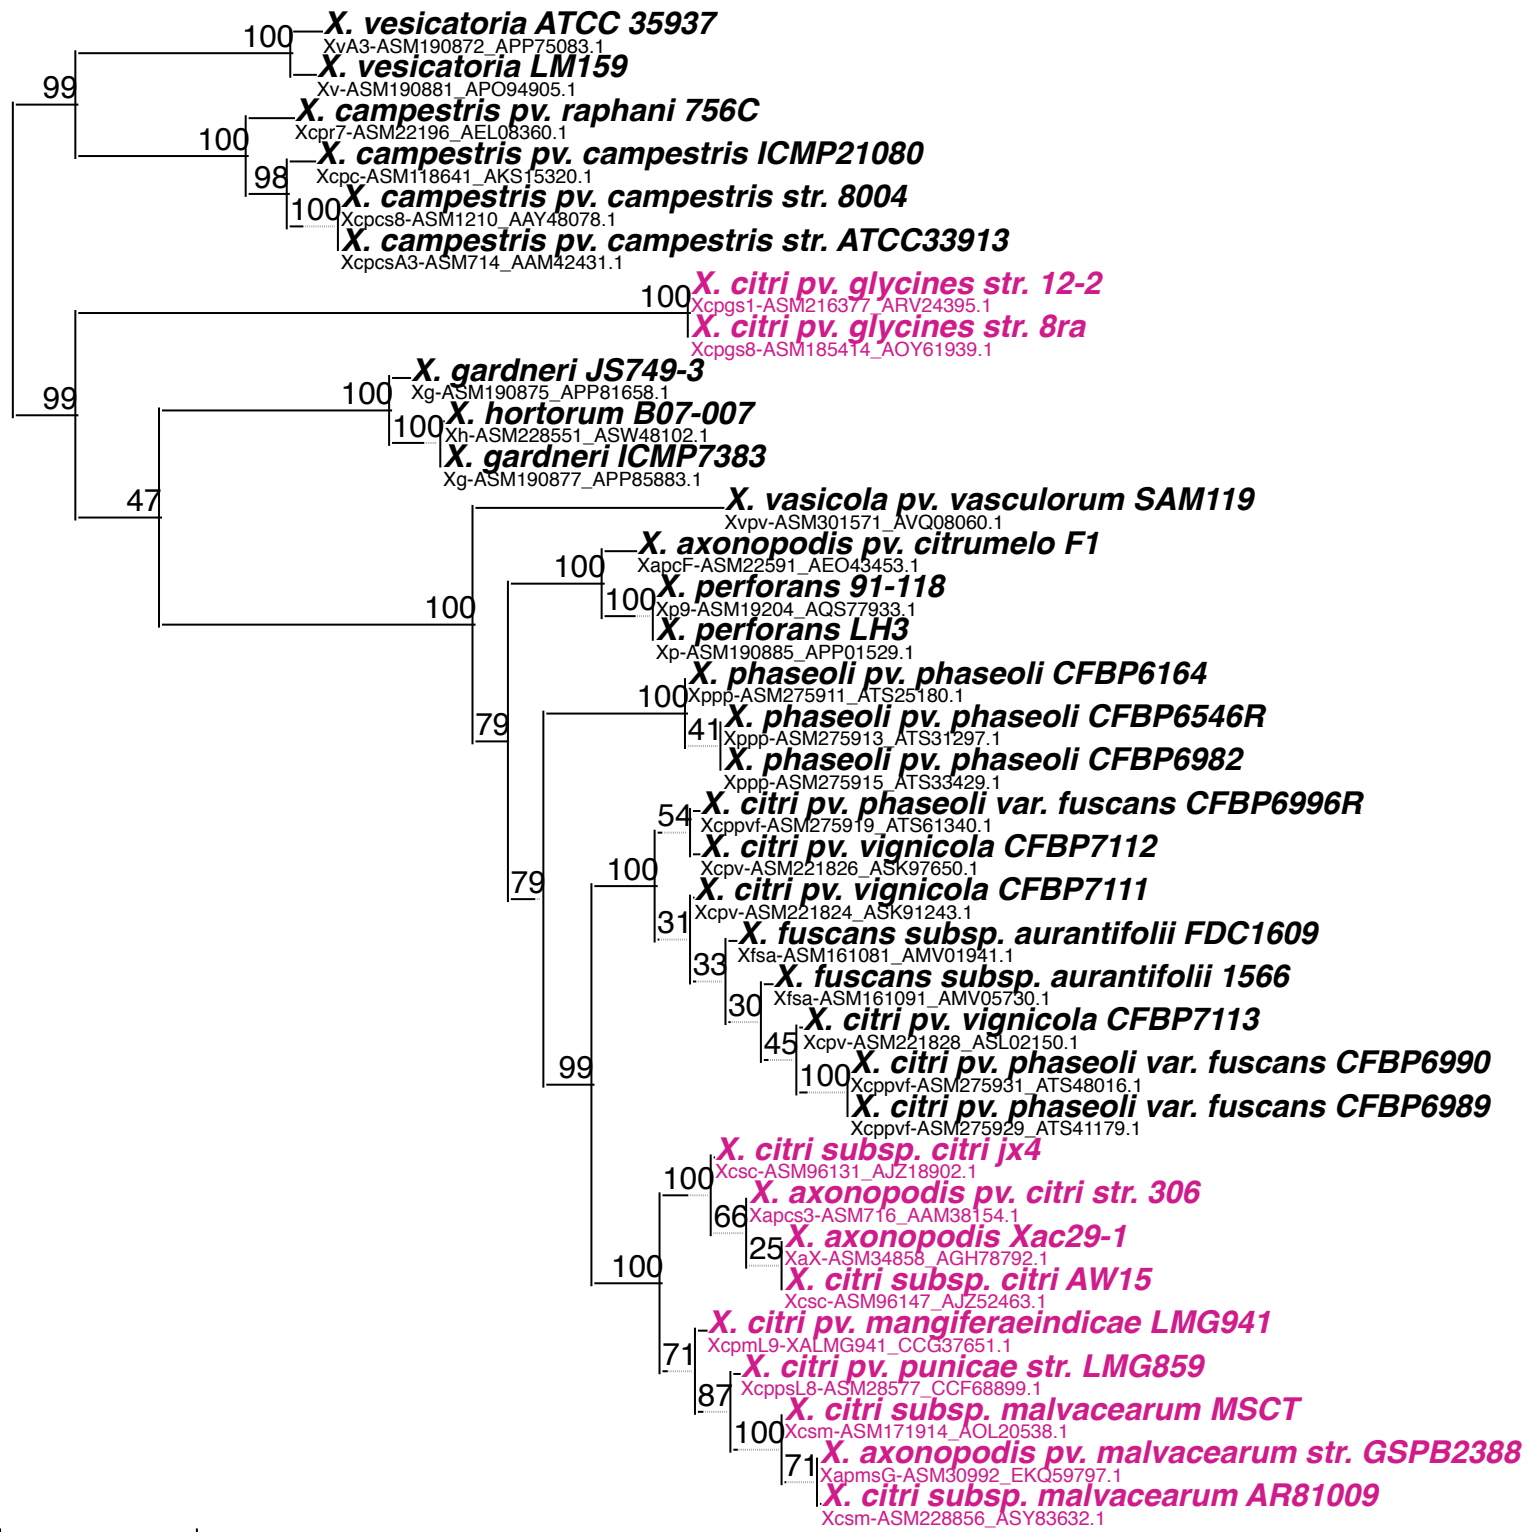 100
X. vesicatoria ATCC 35937
XvA3-ASM190872_APP75083.1
X. vesicatoria LM159
Xv-ASM190881_APO94905.1
99
X. campestris pv. raphani 756C
Xcpr7-ASM22196_AEL08360.1
100
X. campestris pv. campestris ICMP21080
Xcpc-ASM118641_AKS15320.1
98
X. campestris pv. campestris str. 8004
Xcpcs8-ASM1210_AAY48078.1
100
X. campestris pv. campestris str. ATCC33913
XcpcsA3-ASM714_AAM42431.1
X. citri pv. glycines str. 12-2
100
Xcpgs1-ASM216377_ARV24395.1
X. citri pv. glycines str. 8ra
Xcpgs8-ASM185414_AOY61939.1
X. gardneri JS749-3
Xg-ASM190875_APP81658.1
99
100
X. hortorum B07-007
100
Xh-ASM228551_ASW48102.1
X. gardneri ICMP7383
Xg-ASM190877_APP85883.1
47
X. vasicola pv. vasculorum SAM119
Xvpv-ASM301571_AVQ08060.1
X. axonopodis pv. citrumelo F1
100
XapcF-ASM22591_AEO43453.1
X. perforans 91-118
100
100
Xp9-ASM19204_AQS77933.1
X. perforans LH3
Xp-ASM190885_APP01529.1
X. phaseoli pv. phaseoli CFBP6164
100
Xppp-ASM275911_ATS25180.1
X. phaseoli pv. phaseoli CFBP6546R
79
41
Xppp-ASM275913_ATS31297.1
X. phaseoli pv. phaseoli CFBP6982
Xppp-ASM275915_ATS33429.1
X. citri pv. phaseoli var. fuscans CFBP6996R
54
Xcppvf-ASM275919_ATS61340.1
X. citri pv. vignicola CFBP7112
Xcpv-ASM221826_ASK97650.1
100
79
X. citri pv. vignicola CFBP7111
Xcpv-ASM221824_ASK91243.1
31
X. fuscans subsp. aurantifolii FDC1609
Xfsa-ASM161081_AMV01941.1
33
X. fuscans subsp. aurantifolii 1566
Xfsa-ASM161091_AMV05730.1
30
X. citri pv. vignicola CFBP7113
Xcpv-ASM221828_ASL02150.1
45
X. citri pv. phaseoli var. fuscans CFBP6990
99
100
Xcppvf-ASM275931_ATS48016.1
X. citri pv. phaseoli var. fuscans CFBP6989
Xcppvf-ASM275929_ATS41179.1
X. citri subsp. citri jx4
Xcsc-ASM96131_AJZ18902.1
100
X. axonopodis pv. citri str. 306
Xapcs3-ASM716_AAM38154.1
66
X. axonopodis Xac29-1
25
XaX-ASM34858_AGH78792.1
100
X. citri subsp. citri AW15
Xcsc-ASM96147_AJZ52463.1
X. citri pv. mangiferaeindicae LMG941
XcpmL9-XALMG941_CCG37651.1
71
X. citri pv. punicae str. LMG859
XcppsL8-ASM28577_CCF68899.1
87
X. citri subsp. malvacearum MSCT
100
Xcsm-ASM171914_AOL20538.1
X. axonopodis pv. malvacearum str. GSPB2388
71
XapmsG-ASM30992_EKQ59797.1
X. citri subsp. malvacearum AR81009
Xcsm-ASM228856_ASY83632.1